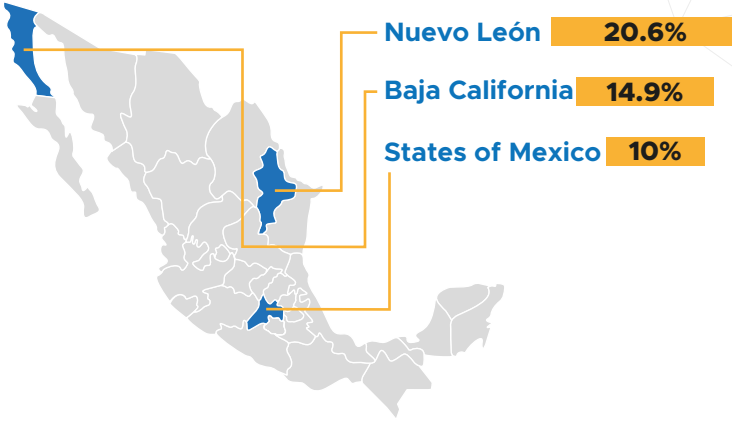 Nuevo León 20.6%
Baja California 14.9%
States of Mexico 10%